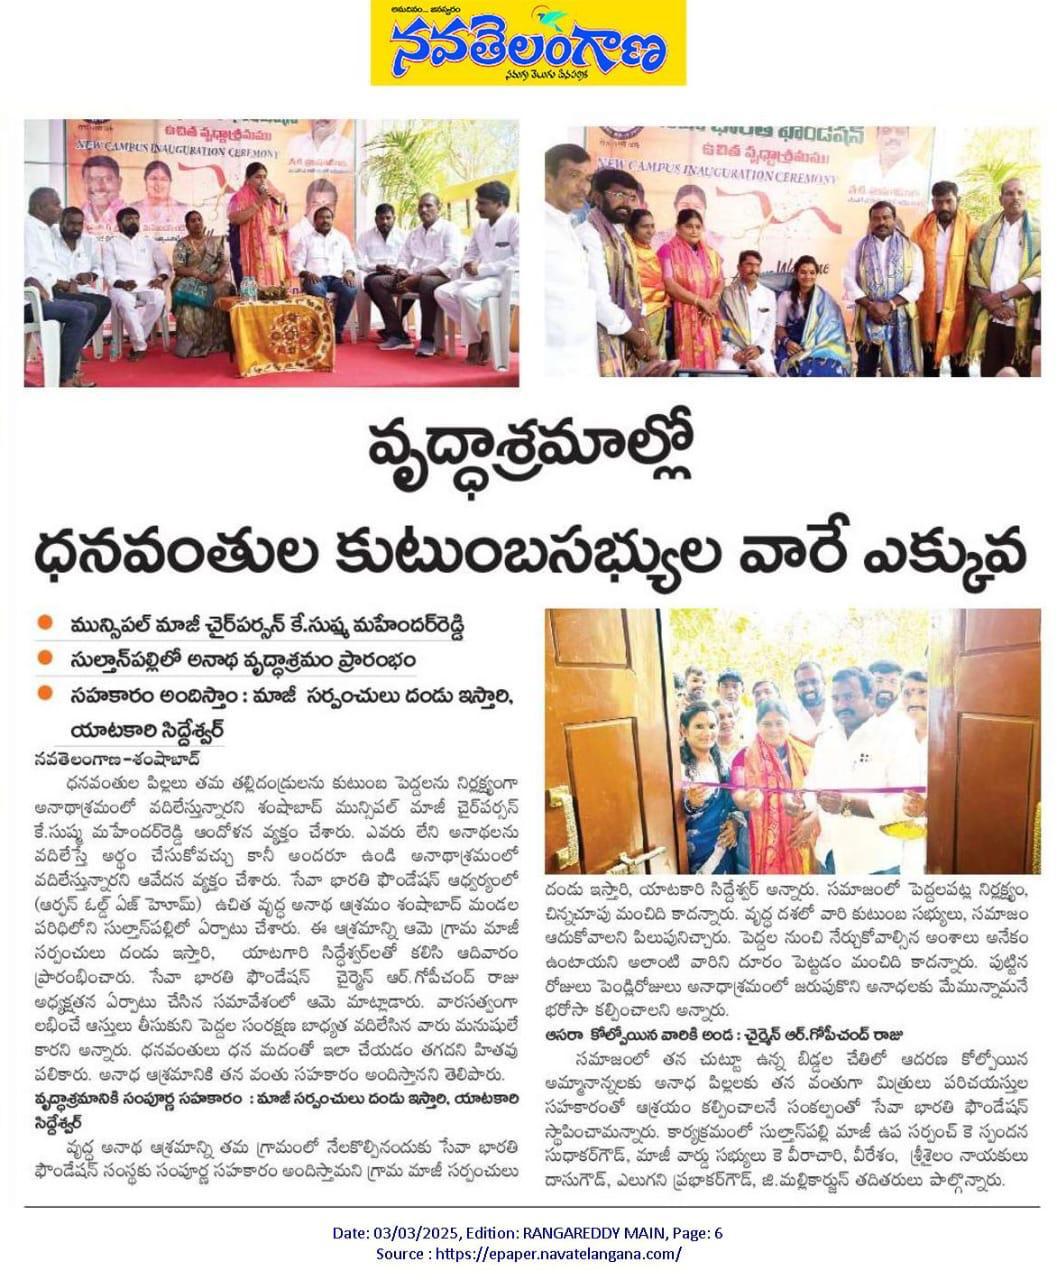 అనుదినం... జనస్వరం
నవతెలంగాణ
సమగ్ర తెలుగు దినపత్రిక
ఉచిత వృద్ధాశ్రమము
NEW CAMPUS INAUGURATION CEREMONY
భారత ఫౌండేషన్
ఉచిత వృద్ధాశ్రమము
NEW CAMPUS INAUGURATION CEREMONY
వృద్ధాశ్రమాల్లో
ధనవంతుల కుటుంబసభ్యుల వారే ఎక్కువ
మున్సిపల్ మాజీ చైర్‌పర్సన్ కే.సుష్మ మహేందర్‌రెడ్డి
సుల్తాన్‌పల్లిలో అనాథ వృద్ధాశ్రమం ప్రారంభం
సహకారం అందిస్తాం : మాజీ సర్పంచులు దండు ఇస్తారి,
యాటకారి సిద్దేశ్వర్
నవతెలంగాణ-శంషాబాద్
ధనవంతుల పిల్లలు తమ తల్లిదండ్రులను కుటుంబ పెద్దలను నిర్లక్ష్యంగా
అనాథాశ్రమంలో వదిలేస్తున్నారని శంషాబాద్ మున్సిపల్ మాజీ చైర్‌పర్సన్
కే.సుష్మ మహేందర్‌రెడ్డి ఆందోళన వ్యక్తం చేశారు. ఎవరు లేని అనాథలను
వదిలేస్తే అర్థం చేసుకోవచ్చు కానీ అందరూ ఉండి అనాథాశ్రమంలో
వదిలేస్తున్నారని ఆవేదన వ్యక్తం చేశారు. సేవా భారతి ఫౌండేషన్ ఆధ్వర్యంలో
(ఆర్ఫన్ ఓల్డ్ ఏజ్ హెూమ్) ఉచిత వృద్ధ అనాథ ఆశ్రమం శంషాబాద్ మండల
పరిధిలోని సుల్తాన్‌పల్లిలో ఏర్పాటు చేశారు. ఈ ఆశ్రమాన్ని ఆమె గ్రామ మాజీ
సర్పంచులు దండు ఇస్తారి, యాటగారి సిద్ధేశ్వర్‌లతో కలిసి ఆదివారం
ప్రారంభించారు. సేవా భారతి ఫౌండేషన్ చైర్మెన్ ఆర్.గోపీచంద్ రాజు
అధ్యక్షతన ఏర్పాటు చేసిన సమావేశంలో ఆమె మాట్లాడారు. వారసత్వంగా
లభించే ఆస్తులు తీసుకుని పెద్దల సంరక్షణ బాధ్యత వదిలేసిన వారు మనుషులే
కారని అన్నారు. ధనవంతులు ధన మదంతో ఇలా చేయడం తగదని హితవు
పలికారు. అనాధ ఆశ్రమానికి తన వంతు సహకారం అందిస్తానని తెలిపారు.
వృద్ధాశ్రమానికి సంపూర్ణ సహకారం : మాజీ సర్పంచులు దండు ఇస్తారి, యాటకారి
సిద్దేశ్వర్
వృద్ధ అనాథ ఆశ్రమాన్ని తమ గ్రామంలో నేలకొల్పినందుకు సేవా భారతి
ఫౌండేషన్ సంస్థకు సంపూర్ణ సహకారం అందిస్తామని గ్రామ మాజీ సర్పంచులు
దండు ఇస్తారి, యాటకారి సిద్దేశ్వర్ అన్నారు. సమాజంలో పెద్దలపట్ల నిర్లక్ష్యం,
చిన్నచూపు మంచిది కాదన్నారు. వృద్ధ దశలో వారి కుటుంబ సభ్యులు, సమాజం
ఆదుకోవాలని పిలుపునిచ్చారు. పెద్దల నుంచి నేర్చుకోవాల్సిన అంశాలు అనేకం
ఉంటాయని అలాంటి వారిని దూరం పెట్టడం మంచిది కాదన్నారు. పుట్టిన
రోజులు పెండ్లిరోజులు అనాధాశ్రమంలో జరుపుకొని అనాధలకు మేమున్నామనే
భరోసా కల్పించాలని అన్నారు.
ఆసరా కోల్పోయిన వారికి అండ : చైర్మెన్ ఆర్.గోపీచంద్ రాజు
సమాజంలో తన చుట్టూ ఉన్న బిడ్డల చేతిలో ఆదరణ కోల్పోయిన
అమ్మానాన్నలకు అనాధ పిల్లలకు తన వంతుగా మిత్రులు పరిచయస్తుల
సహకారంతో ఆశ్రయం కల్పించాలనే సంకల్పంతో సేవా భారతి ఫౌండేషన్
స్థాపించామన్నారు. కార్యక్రమంలో సుల్తాన్‌పల్లి మాజీ ఉప సర్పంచ్ కె స్పందన
సుధాకర్‌గౌడ్, మాజీ వార్డు సభ్యులు కె వీరాచారి, వీరేశం, శ్రీశైలం నాయకులు
దాసుగౌడ్, ఎలుగని ప్రభాకర్‌గౌడ్, జి.మల్లికార్జున్ తదితరులు పాల్గొన్నారు.
Date: 03/03/2025, Edition: RANGAREDDY MAIN, Page: 6
Source : https://epaper.navatelangana.com/